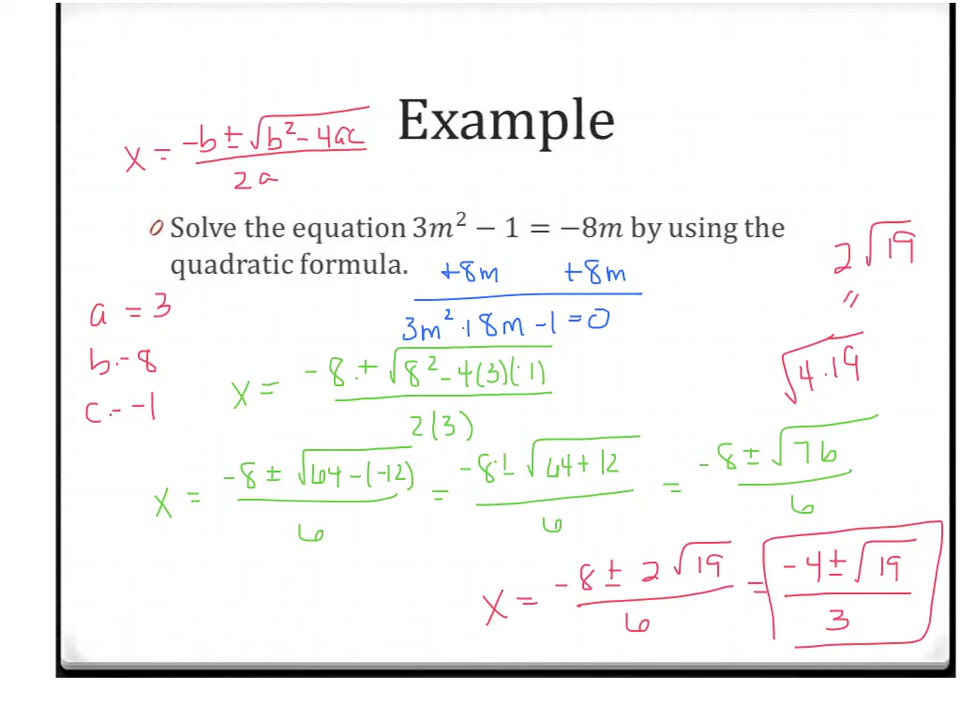 Example
x = -b ± √b² - 4ac / 2a
o Solve the equation 3m² − 1 = −8m by using the
quadratic formula.
+8m +8m
3m² + 8m - 1 = 0
2√19
=
√4·19
a = 3
b = 8
c = -1
x = -8 ± √8² - 4(3)(-1) / 2(3)
x = -8 ± √64 - (-12) / 6 = -8 ± √64 + 12 / 6 = -8 ± √76 / 6
x = -8 ± 2√19 / 6 = -4 ± √19 / 3